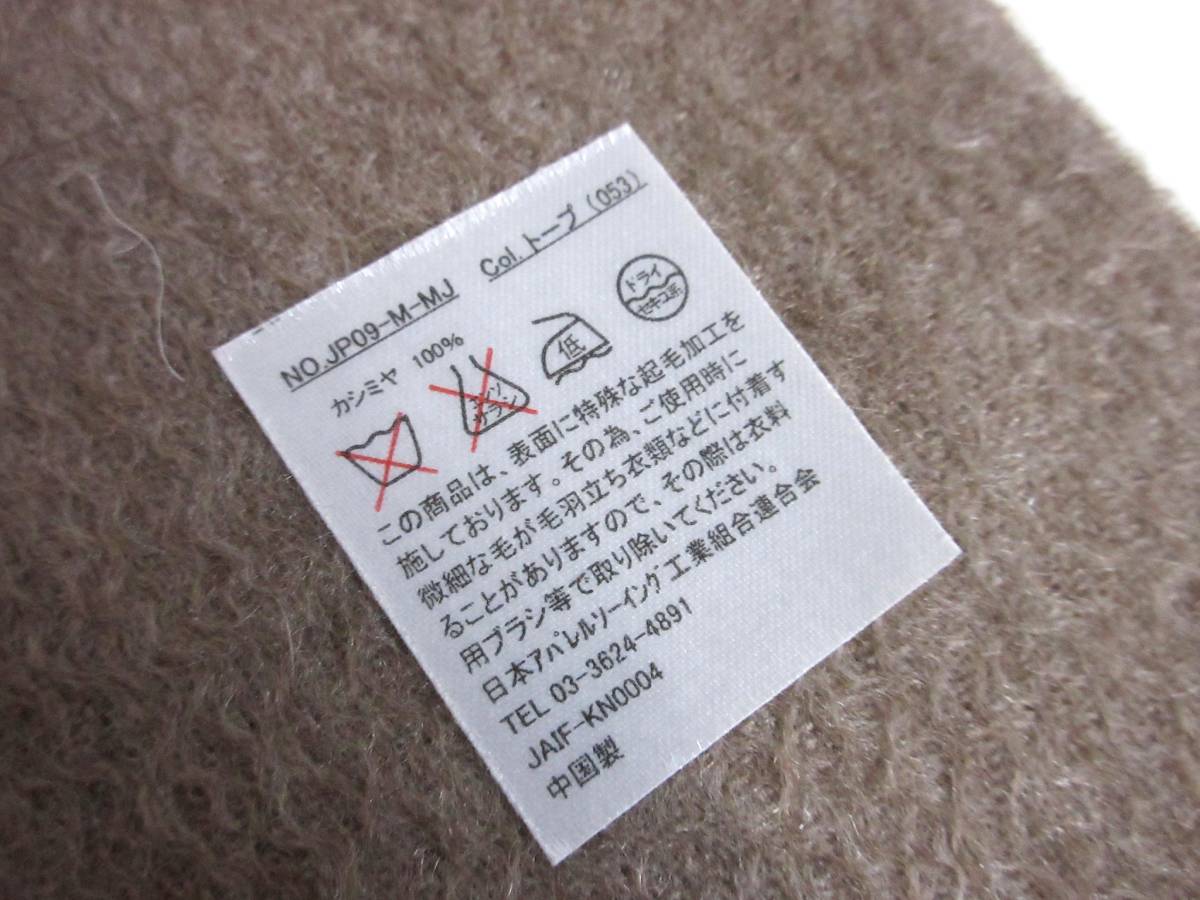 NO.JP09-M-MJ Col.トープ(053)
カシミヤ 100%
エンソ サラシ 低 ドライ セキユ系
この商品は、表面に特殊な起毛加工を
施しております。その為、ご使用時に
微細な毛が毛羽立ち衣類などに付着す
ることがありますので、その際は衣料
用ブラシ等で取り除いてください。
日本アパレルソーイング工業組合連合会
TEL 03-3624-4891
JAIF-KN0004
中国製